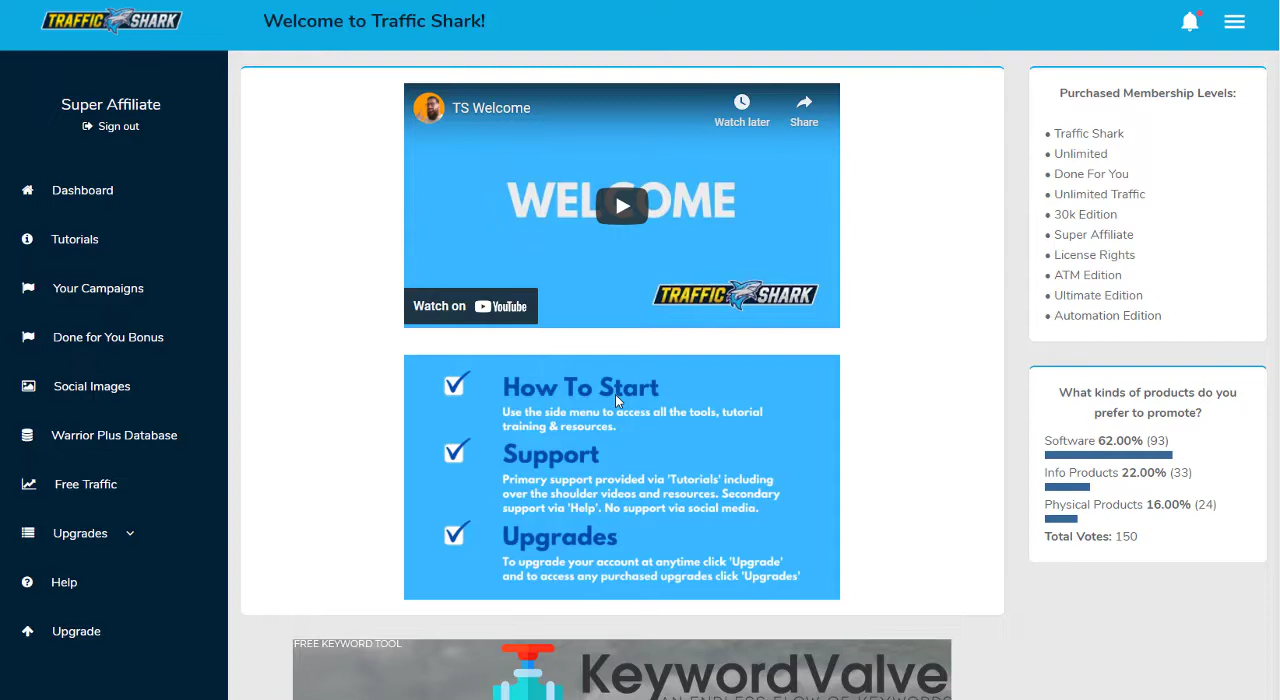 TRAFFIC SHARK
Welcome to Traffic Shark!
Super Affiliate
Sign out
Dashboard
Tutorials
Your Campaigns
Done for You Bonus
Social Images
Warrior Plus Database
Free Traffic
Upgrades
Help
Upgrade
TS Welcome
Watch later
Share
WELCOME
Watch on YouTube
TRAFFIC SHARK
How To Start
Use the side menu to access all the tools, tutorial
training & resources.
Support
Primary support provided via 'Tutorials' including
over the shoulder videos and resources. Secondary
support via 'Help'. No support via social media.
Upgrades
To upgrade your account at anytime click 'Upgrade'
and to access any purchased upgrades click 'Upgrades'
FREE KEYWORD TOOL
KeywordValve
AN ENDLESS FLOW OF KEYWORDS
Purchased Membership Levels:
• Traffic Shark
• Unlimited
• Done For You
• Unlimited Traffic
• 30k Edition
• Super Affiliate
• License Rights
• ATM Edition
• Ultimate Edition
• Automation Edition
What kinds of products do you
prefer to promote?
Software 62.00% (93)
Info Products 22.00% (33)
Physical Products 16.00% (24)
Total Votes: 150